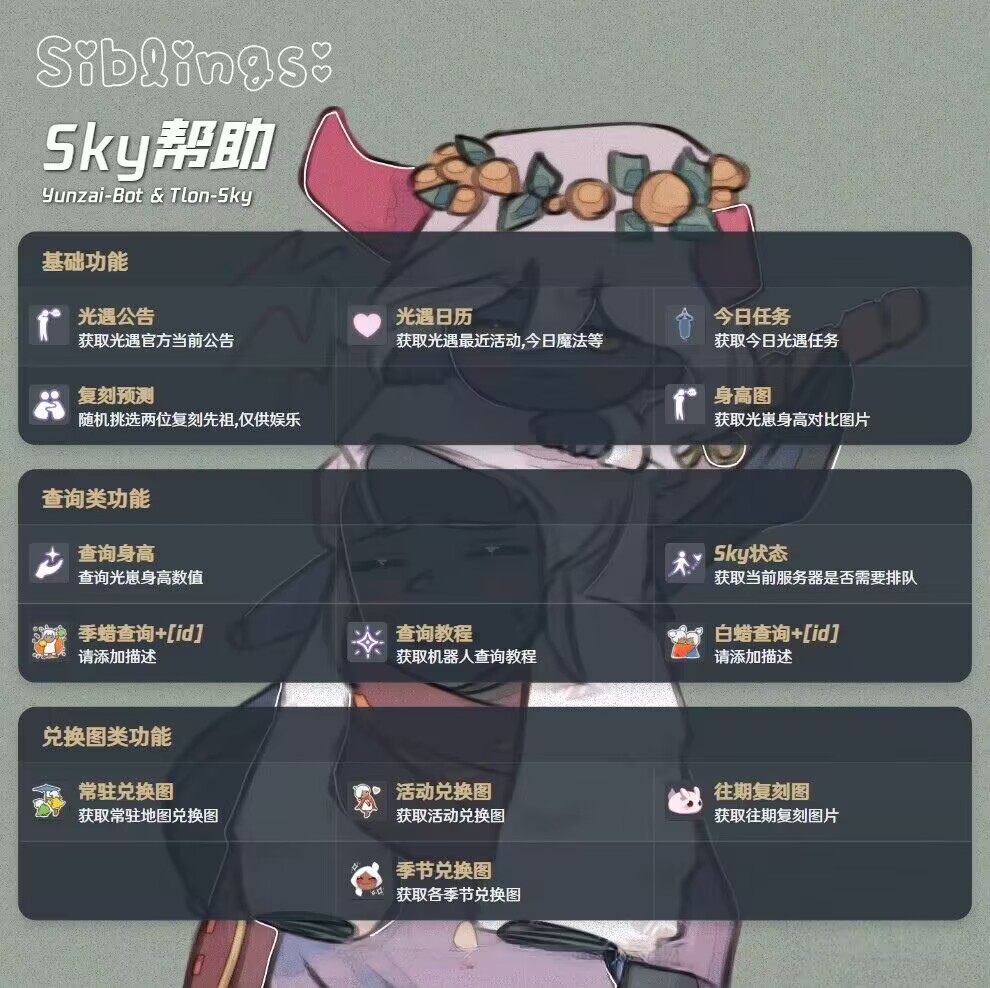 Siblings
Sky帮助
Yunzai-Bot & Tlon-Sky
基础功能
光遇公告
获取光遇官方当前公告
光遇日历
获取光遇最近活动,今日魔法等
今日任务
获取今日光遇任务
复刻预测
随机挑选两位复刻先祖,仅供娱乐
身高图
获取光崽身高对比图片
查询类功能
查询身高
查询光崽身高数值
Sky状态
获取当前服务器是否需要排队
季蜡查询+[id]
请添加描述
查询教程
获取机器人查询教程
白蜡查询+[id]
请添加描述
兑换图类功能
常驻兑换图
获取常驻地图兑换图
活动兑换图
获取活动兑换图
往期复刻图
获取往期复刻图片
季节兑换图
获取各季节兑换图